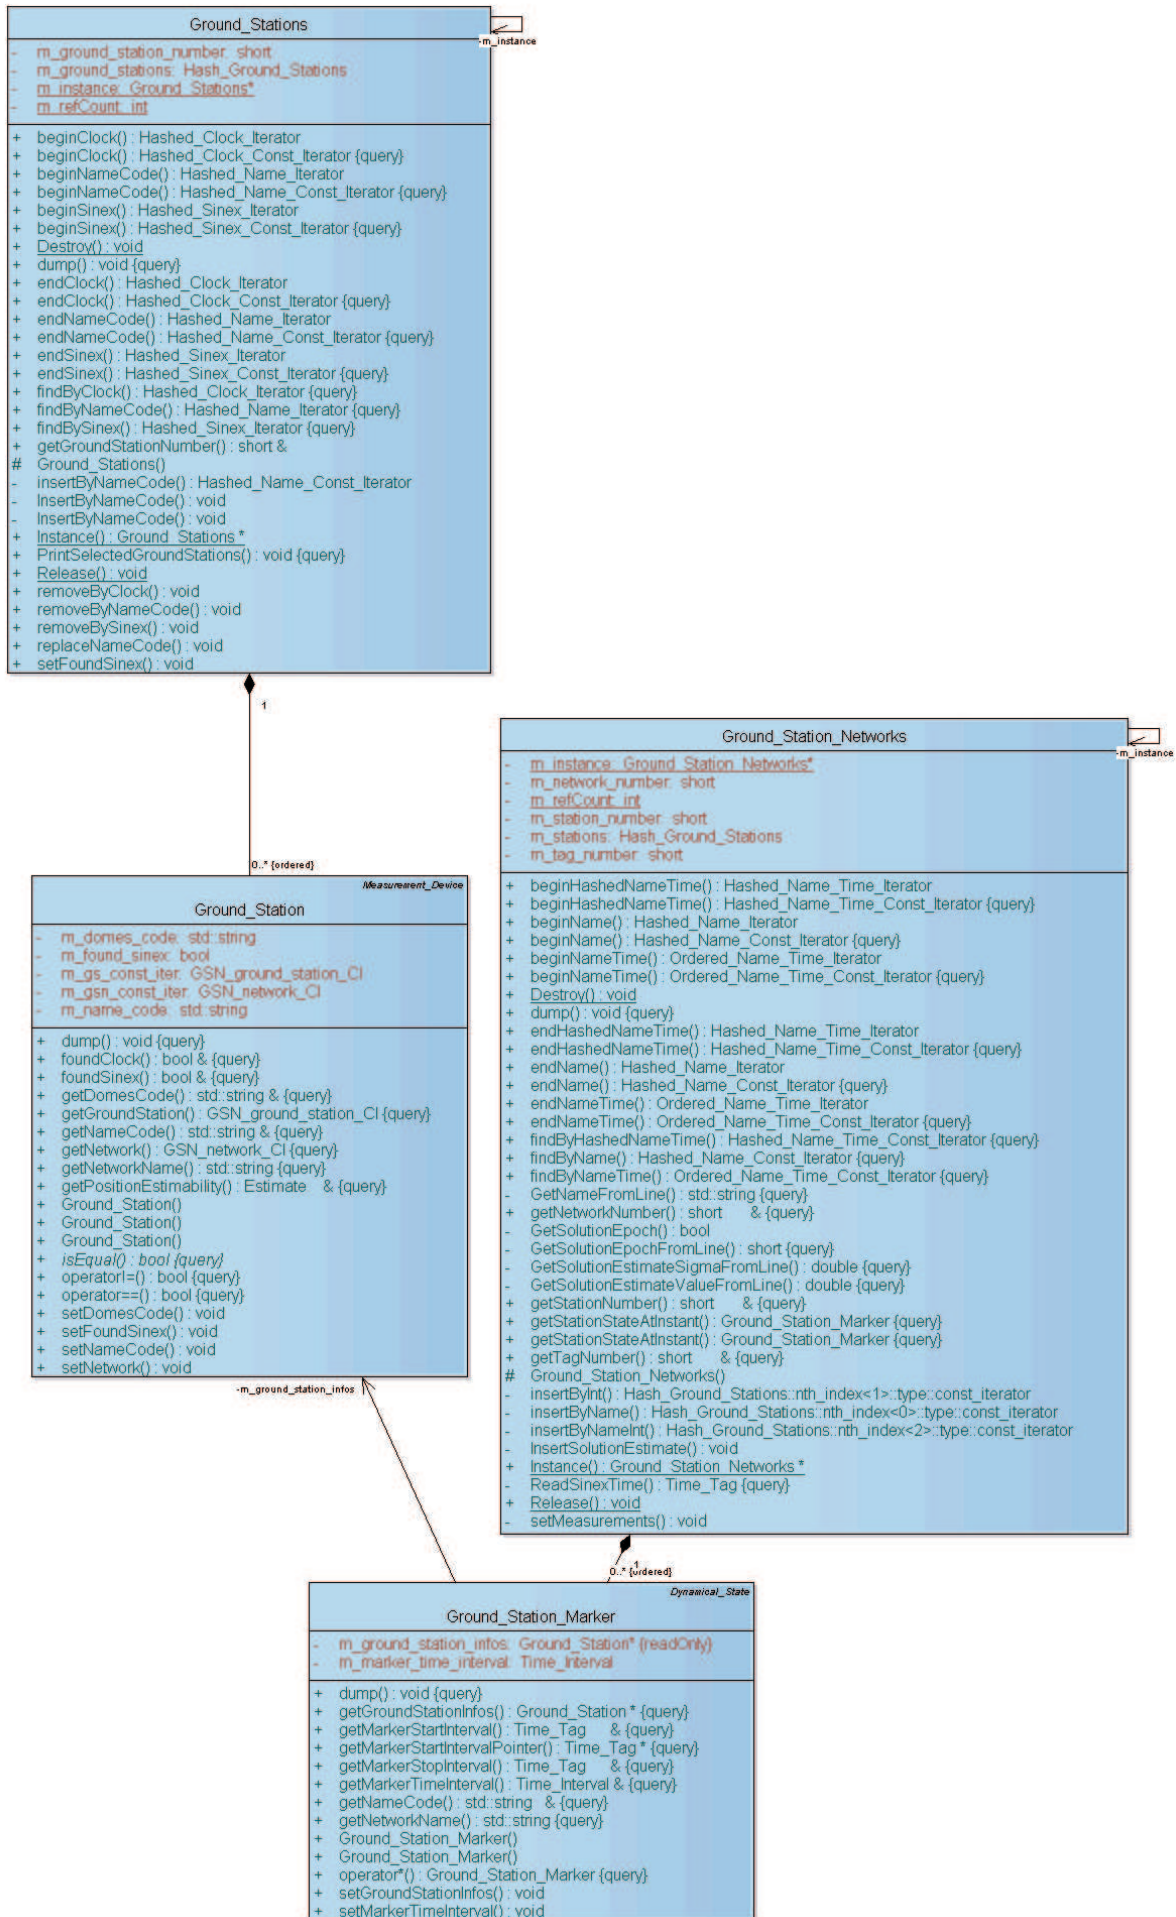 Ground_Stations
-m_instance
- m_ground_station_number: short
- m_ground_stations: Hash_Ground_Stations
- m_instance: Ground_Stations*
- m_refCount: int
+ beginClock() : Hashed_Clock_Iterator
+ beginClock() : Hashed_Clock_Const_Iterator {query}
+ beginNameCode() : Hashed_Name_Iterator
+ beginNameCode() : Hashed_Name_Const_Iterator {query}
+ beginSinex() : Hashed_Sinex_Iterator
+ beginSinex() : Hashed_Sinex_Const_Iterator {query}
+ Destroy() : void
+ dump() : void {query}
+ endClock() : Hashed_Clock_Iterator
+ endClock() : Hashed_Clock_Const_Iterator {query}
+ endNameCode() : Hashed_Name_Iterator
+ endNameCode() : Hashed_Name_Const_Iterator {query}
+ endSinex() : Hashed_Sinex_Iterator
+ endSinex() : Hashed_Sinex_Const_Iterator {query}
+ findByClock() : Hashed_Clock_Iterator {query}
+ findByNameCode() : Hashed_Name_Iterator {query}
+ findBySinex() : Hashed_Sinex_Iterator {query}
+ getGroundStationNumber() : short &
# Ground_Stations()
- insertByNameCode() : Hashed_Name_Const_Iterator
- InsertByNameCode() : void
- InsertByNameCode() : void
+ Instance() : Ground_Stations *
+ PrintSelectedGroundStations() : void {query}
+ Release() : void
+ removeByClock() : void
+ removeByNameCode() : void
+ removeBySinex() : void
+ replaceNameCode() : void
+ setFoundSinex() : void
1
0..* {ordered}
Measurement_Device
Ground_Station
- m_domes_code: std::string
- m_found_sinex: bool
- m_gs_const_iter: GSN_ground_station_CI
- m_gsn_const_iter: GSN_network_CI
- m_name_code: std::string
+ dump() : void {query}
+ foundClock() : bool & {query}
+ foundSinex() : bool & {query}
+ getDomesCode() : std::string & {query}
+ getGroundStation() : GSN_ground_station_CI {query}
+ getNameCode() : std::string & {query}
+ getNetwork() : GSN_network_CI {query}
+ getNetworkName() : std::string {query}
+ getPositionEstimability() : Estimate & {query}
+ Ground_Station()
+ Ground_Station()
+ Ground_Station()
+ isEqual() : bool {query}
+ operator!=() : bool {query}
+ operator==() : bool {query}
+ setDomesCode() : void
+ setFoundSinex() : void
+ setNameCode() : void
+ setNetwork() : void
-m_ground_station_infos
Ground_Station_Networks
-m_instance
- m_instance: Ground_Station_Networks*
- m_network_number: short
- m_refCount: int
- m_station_number: short
- m_stations: Hash_Ground_Stations
- m_tag_number: short
+ beginHashedNameTime() : Hashed_Name_Time_Iterator
+ beginHashedNameTime() : Hashed_Name_Time_Const_Iterator {query}
+ beginName() : Hashed_Name_Iterator
+ beginName() : Hashed_Name_Const_Iterator {query}
+ beginNameTime() : Ordered_Name_Time_Iterator
+ beginNameTime() : Ordered_Name_Time_Const_Iterator {query}
+ Destroy() : void
+ dump() : void {query}
+ endHashedNameTime() : Hashed_Name_Time_Iterator
+ endHashedNameTime() : Hashed_Name_Time_Const_Iterator {query}
+ endName() : Hashed_Name_Iterator
+ endName() : Hashed_Name_Const_Iterator {query}
+ endNameTime() : Ordered_Name_Time_Iterator
+ endNameTime() : Ordered_Name_Time_Const_Iterator {query}
+ findByHashedNameTime() : Hashed_Name_Time_Const_Iterator {query}
+ findByName() : Hashed_Name_Const_Iterator {query}
+ findByNameTime() : Ordered_Name_Time_Const_Iterator {query}
- GetNameFromLine() : std::string {query}
+ getNetworkNumber() : short & {query}
- GetSolutionEpoch() : bool
- GetSolutionEpochFromLine() : short {query}
- GetSolutionEstimateSigmaFromLine() : double {query}
- GetSolutionEstimateValueFromLine() : double {query}
+ getStationNumber() : short & {query}
+ getStationStateAtInstant() : Ground_Station_Marker {query}
+ getStationStateAtInstant() : Ground_Station_Marker {query}
+ getTagNumber() : short & {query}
# Ground_Station_Networks()
- insertByInt() : Hash_Ground_Stations::nth_index<1>::type::const_iterator
- insertByName() : Hash_Ground_Stations::nth_index<0>::type::const_iterator
- insertByNameInt() : Hash_Ground_Stations::nth_index<2>::type::const_iterator
- InsertSolutionEstimate() : void
+ Instance() : Ground_Station_Networks *
- ReadSinexTime() : Time_Tag {query}
+ Release() : void
- setMeasurements() : void
1
0..* {ordered}
Dynamical_State
Ground_Station_Marker
- m_ground_station_infos: Ground_Station* {readOnly}
- m_marker_time_interval: Time_Interval
+ dump() : void {query}
+ getGroundStationInfos() : Ground_Station * {query}
+ getMarkerStartInterval() : Time_Tag & {query}
+ getMarkerStartIntervalPointer() : Time_Tag * {query}
+ getMarkerStopInterval() : Time_Tag & {query}
+ getMarkerTimeInterval() : Time_Interval & {query}
+ getNameCode() : std::string & {query}
+ getNetworkName() : std::string {query}
+ Ground_Station_Marker()
+ Ground_Station_Marker()
+ operator*() : Ground_Station_Marker {query}
+ setGroundStationInfos() : void
+ setMarkerTimeInterval() : void